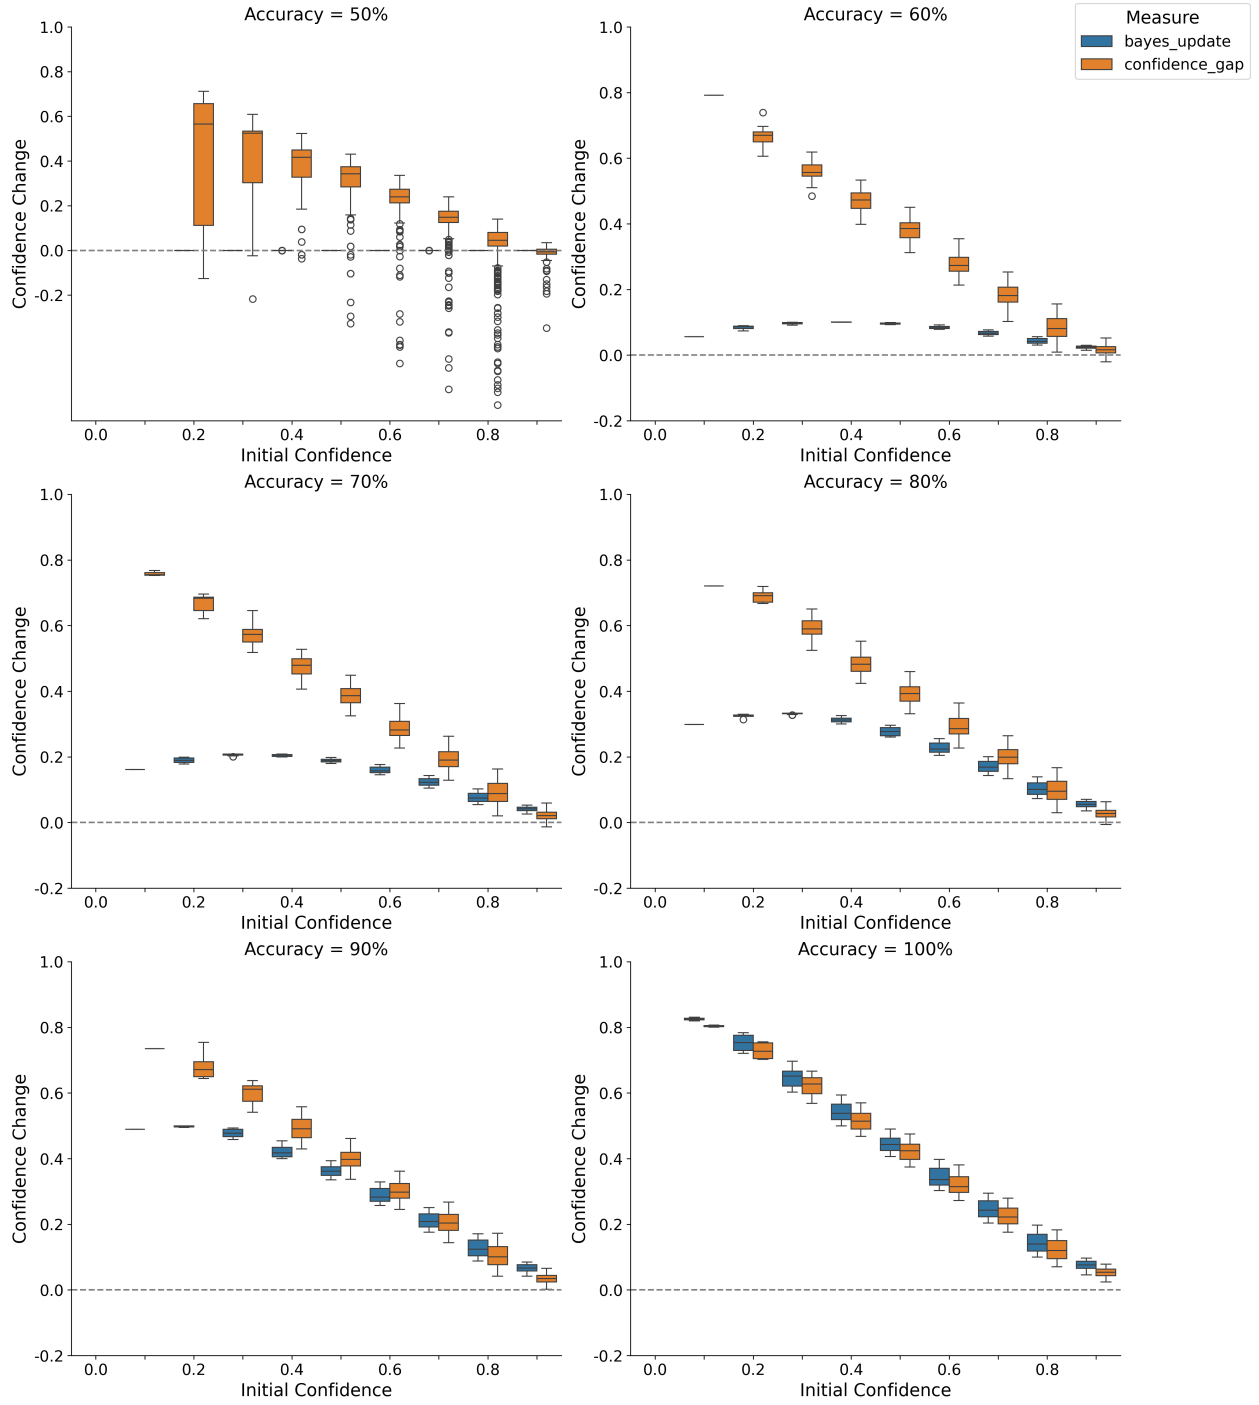 Accuracy = 50%
1.0
0.8
0.6
0.4
0.2
0.0
-0.2
Confidence Change
0.0 0.2 0.4 0.6 0.8
Initial Confidence
Accuracy = 60%
1.0
0.8
0.6
0.4
0.2
0.0
-0.2
Confidence Change
0.0 0.2 0.4 0.6 0.8
Initial Confidence
Measure
bayes_update
confidence_gap
Accuracy = 70%
1.0
0.8
0.6
0.4
0.2
0.0
-0.2
Confidence Change
0.0 0.2 0.4 0.6 0.8
Initial Confidence
Accuracy = 80%
1.0
0.8
0.6
0.4
0.2
0.0
-0.2
Confidence Change
0.0 0.2 0.4 0.6 0.8
Initial Confidence
Accuracy = 90%
1.0
0.8
0.6
0.4
0.2
0.0
-0.2
Confidence Change
0.0 0.2 0.4 0.6 0.8
Initial Confidence
Accuracy = 100%
1.0
0.8
0.6
0.4
0.2
0.0
-0.2
Confidence Change
0.0 0.2 0.4 0.6 0.8
Initial Confidence